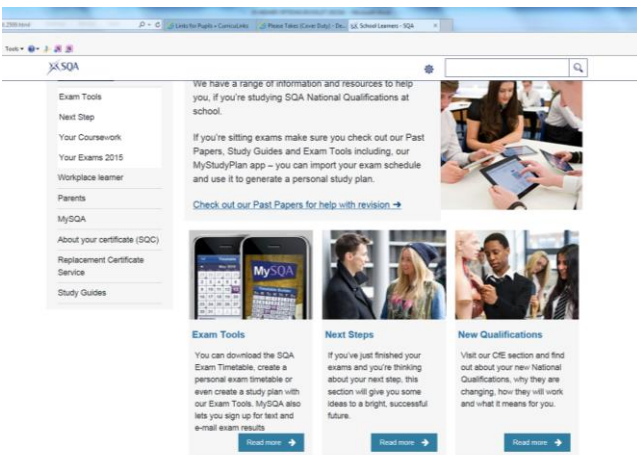 Links for Pupils • CurricuLinks
Please Takes (Cover Duty) - De...
School Learners - SQA
Tools
SQA
Exam Tools
Next Step
Your Coursework
Your Exams 2015
Workplace learner
Parents
MySQA
About your certificate (SQC)
Replacement Certificate
Service
Study Guides
We have a range of information and resources to help
you, if you're studying SQA National Qualifications at
school.
If you're sitting exams make sure you check out our Past
Papers, Study Guides and Exam Tools including, our
MyStudyPlan app – you can import your exam schedule
and use it to generate a personal study plan.
Check out our Past Papers for help with revision →
MySQA
Exam Tools
You can download the SQA
Exam Timetable, create a
personal exam timetable or
even create a study plan with
our Exam Tools. MySQA also
lets you sign up for text and
e-mail exam results
Read more →
Next Steps
If you've just finished your
exams and you're thinking
about your next step, this
section will give you some
ideas to a bright, successful
future.
Read more →
New Qualifications
Visit our CfE section and find
out about your new National
Qualifications, why they are
changing, how they will work
and what it means for you.
Read more →